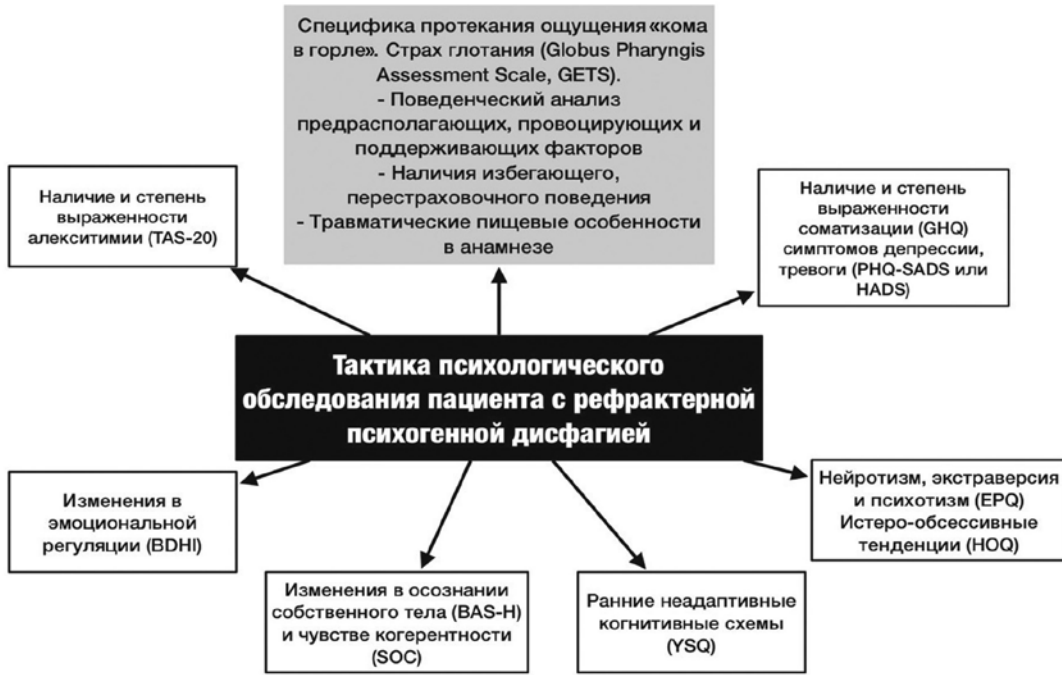 Специфика протекания ощущения «кома
в горле». Страх глотания (Globus Pharyngis
Assessment Scale, GETS).
- Поведенческий анализ
предрасполагающих, провоцирующих и
поддерживающих факторов
- Наличия избегающего,
перестраховочного поведения
- Травматические пищевые особенности
в анамнезе
Наличие и степень
выраженности
алекситимии (TAS-20)
Наличие и степень
выраженности
соматизации (GHQ)
симптомов депрессии,
тревоги (PHQ-SADS или
HADS)
Тактика психологического
обследования пациента с рефрактерной
психогенной дисфагией
Изменения в
эмоциональной
регуляции (BDHI)
Изменения в осознании
собственного тела (BAS-H)
и чувстве когерентности
(SOC)
Ранние неадаптивные
когнитивные схемы
(YSQ)
Нейротизм, экстраверсия
и психотизм (EPQ)
Истеро-обсессивные
тенденции (HOQ)